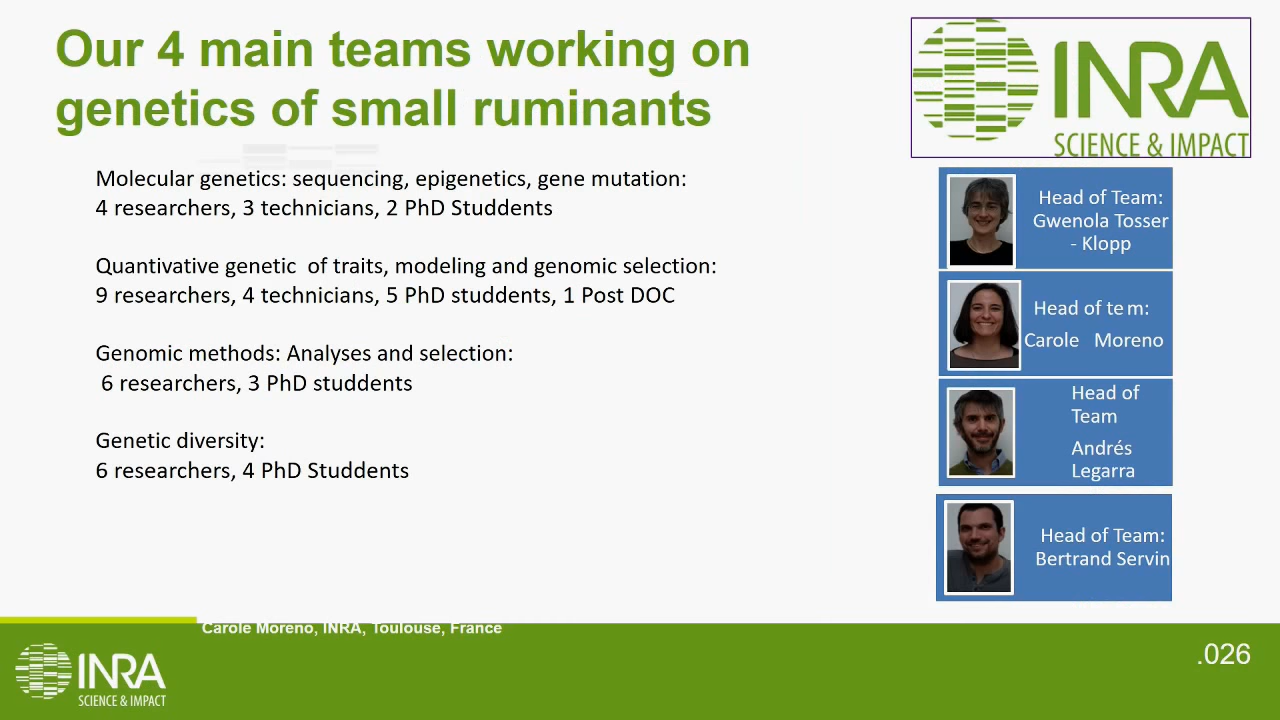 Our 4 main teams working on
genetics of small ruminants
INRA
SCIENCE & IMPACT
Molecular genetics: sequencing, epigenetics, gene mutation:
4 researchers, 3 technicians, 2 PhD Studdents
Quantivative genetic of traits, modeling and genomic selection:
9 researchers, 4 technicians, 5 PhD studdents, 1 Post DOC
Genomic methods: Analyses and selection:
6 researchers, 3 PhD studdents
Genetic diversity:
6 researchers, 4 PhD Studdents
Head of Team:
Gwenola Tosser
- Klopp
Head of te m:
Carole Moreno
Head of
Team
Andrés
Legarra
Head of Team:
Bertrand Servin
Carole Moreno, INRA, Toulouse, France
INRA
SCIENCE & IMPACT
.026